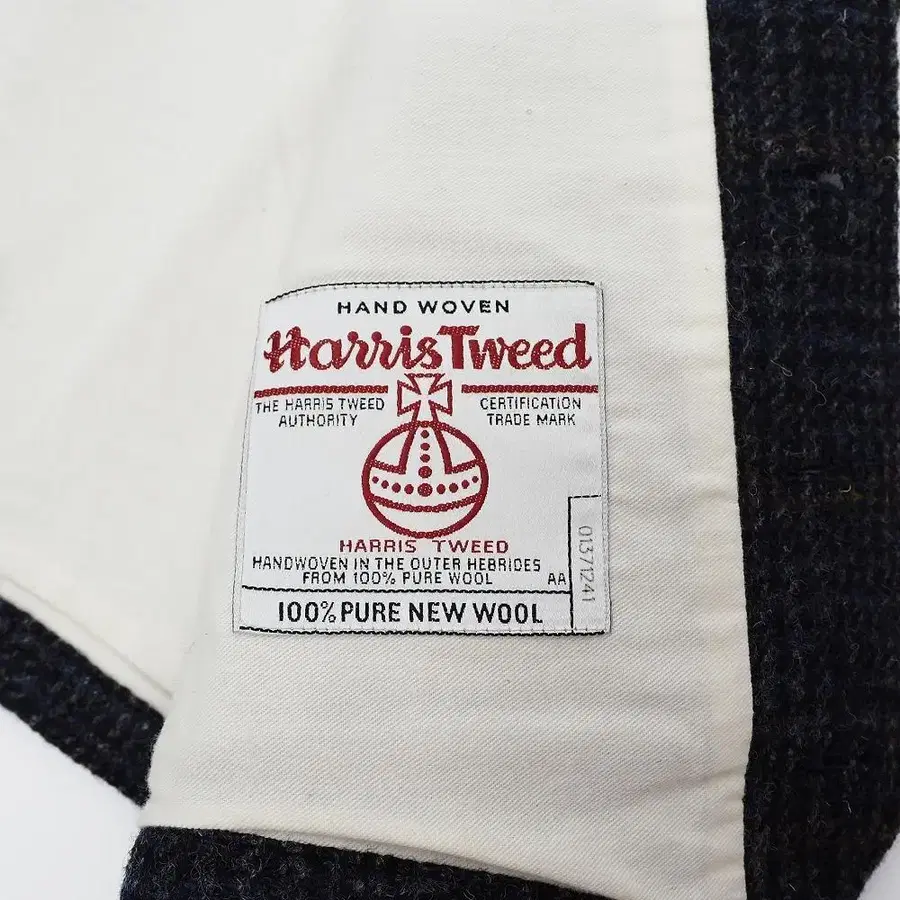 HAND WOVEN
Harris Tweed
THE HARRIS TWEED AUTHORITY
CERTIFICATION TRADE MARK
HARRIS TWEED
HANDWOVEN IN THE OUTER HEBRIDES
FROM 100% PURE WOOL
AA
01371241
100% PURE NEW WOOL